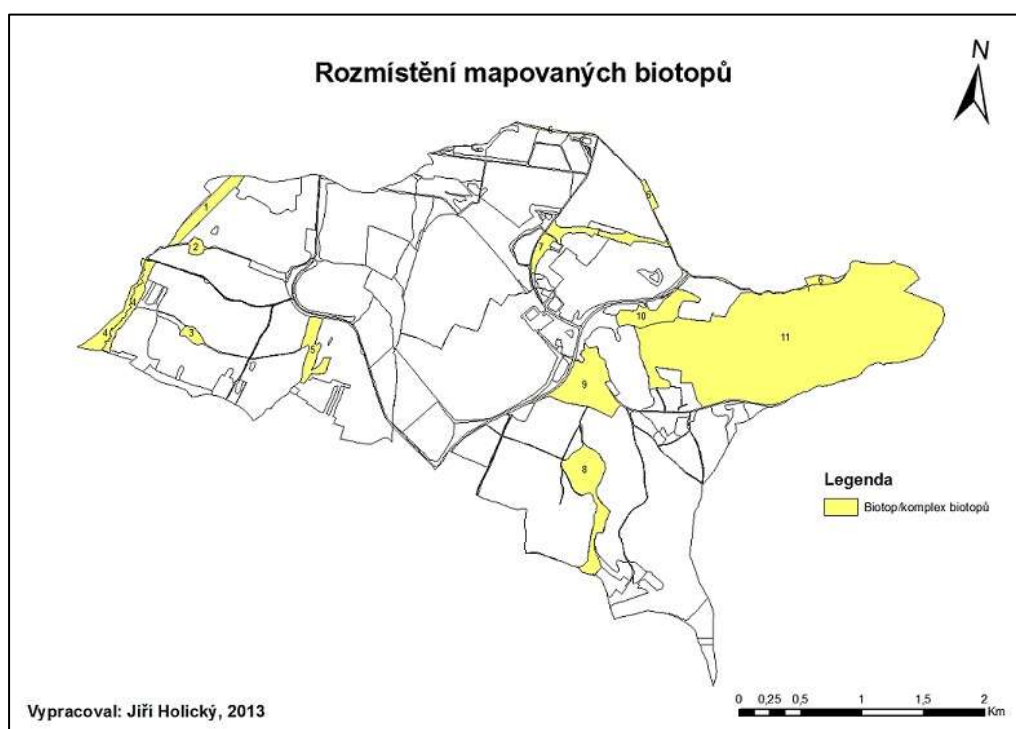 Rozmístění mapovaných biotopů
N
6
1
6
2
7
4
6
10
11
3
5
4
9
8
Legenda
Biotop/komplex biotopů
Vypracoval: Jiří Holický, 2013
0 0,25 0,5 1 1,5 2
Km